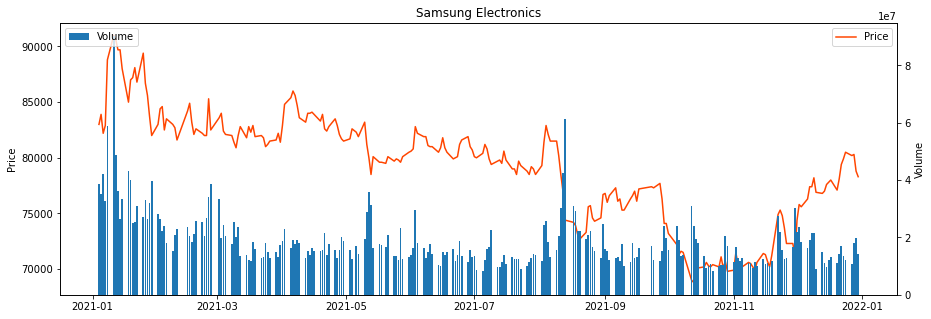 Samsung Electronics
1e7
Volume
Price
90000
85000
80000
75000
70000
Price
8
6
4
2
0
Volume
2021-01
2021-03
2021-05
2021-07
2021-09
2021-11
2022-01